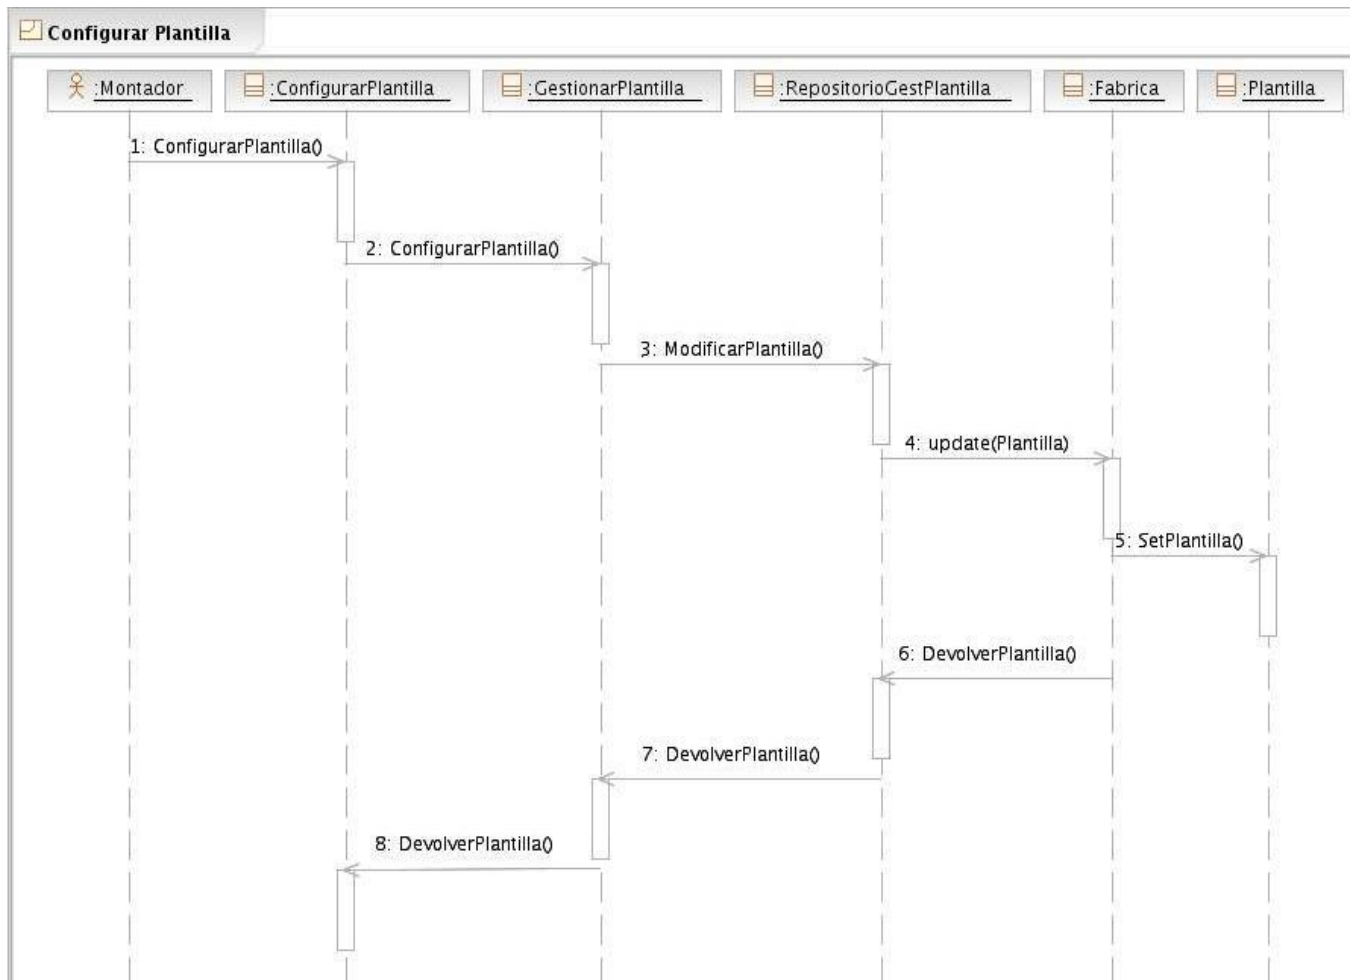 Configurar Plantilla
:Montador
:ConfigurarPlantilla
:GestionarPlantilla
:RepositorioGestPlantilla
:Fabrica
:Plantilla
1: ConfigurarPlantilla()
2: ConfigurarPlantilla()
3: ModificarPlantilla()
4: update(Plantilla)
5: SetPlantilla()
6: DevolverPlantilla()
7: DevolverPlantilla()
8: DevolverPlantilla()